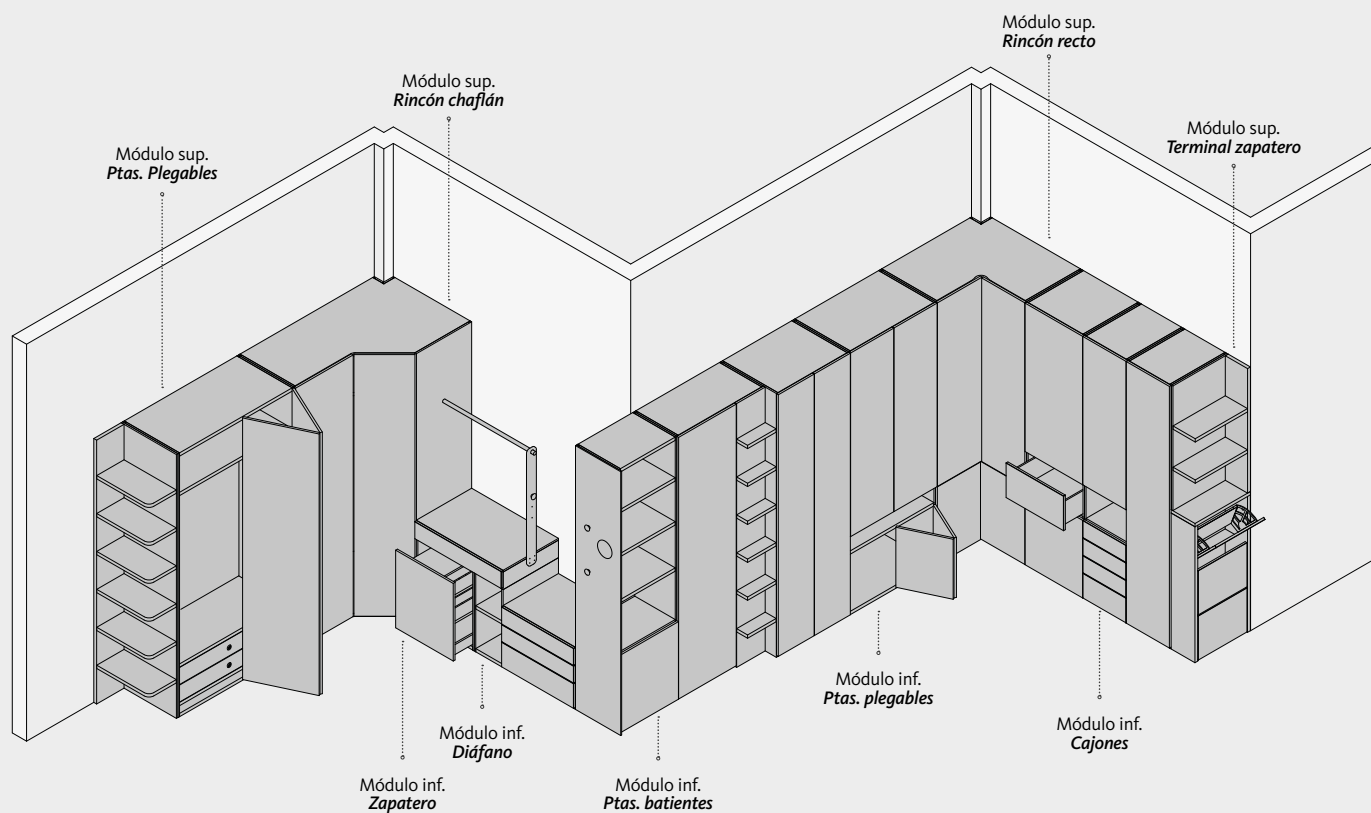 Módulo sup.
Rincón recto
Módulo sup.
Rincón chaflán
Módulo sup.
Terminal zapatero
Módulo sup.
Ptas. Plegables
Módulo inf.
Ptas. plegables
Módulo inf.
Cajones
Módulo inf.
Diáfano
Módulo inf.
Zapatero
Módulo inf.
Ptas. batientes